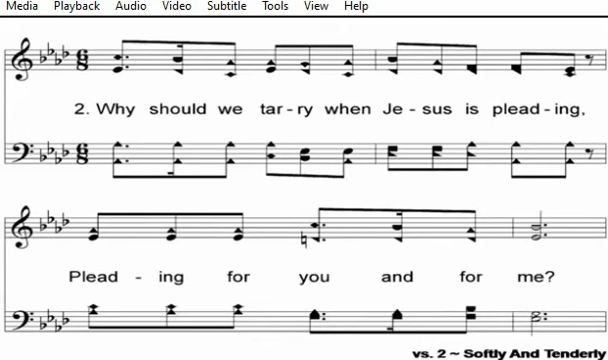 Media Playback Audio Video Subtitle Tools View Help
2. Why should we tar - ry when Je - sus is plead - ing,
Plead - ing for you and for me?
vs. 2 ~ Softly And Tenderly